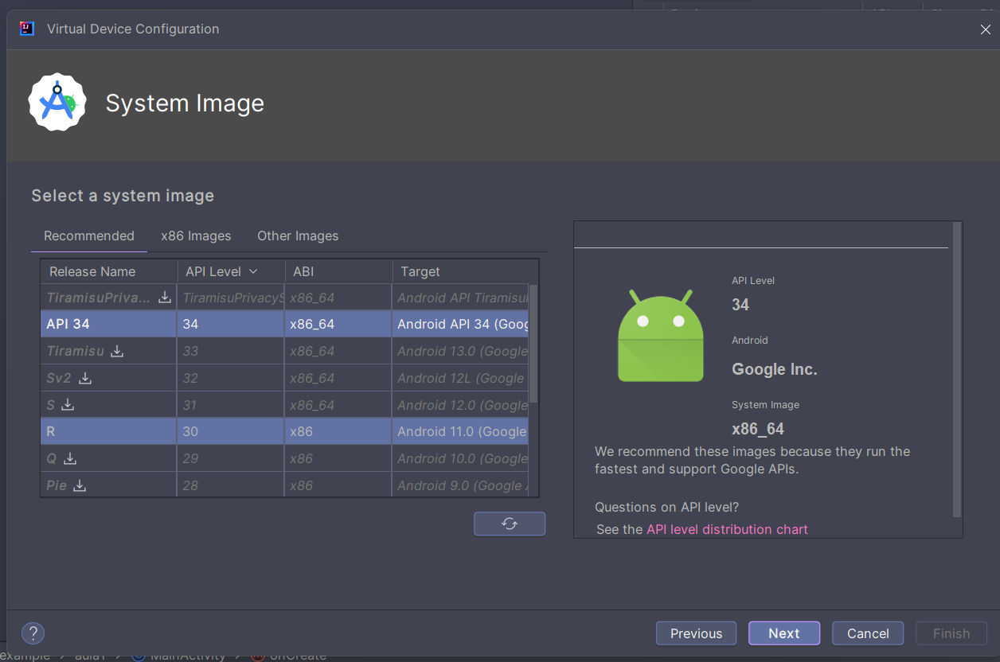 Virtual Device Configuration
System Image
Select a system image
Recommended x86 Images Other Images
Release Name API Level ABI Target
TiramisuPriva... TiramisuPrivacyS x86_64 Android API Tiramisu
API 34 34 x86_64 Android API 34 (Goog
Tiramisu 33 x86_64 Android 13.0 (Google
Sv2 32 x86_64 Android 12L (Google
S 31 x86_64 Android 12.0 (Google
R 30 x86 Android 11.0 (Google
Q 29 x86 Android 10.0 (Google
Pie 28 x86 Android 9.0 (Google
API Level
34
Android
Google Inc.
System Image
x86_64
We recommend these images because they run the
fastest and support Google APIs.
Questions on API level?
See the API level distribution chart
? Previous Next Cancel Finish
example aula1 MainActivity onCreate